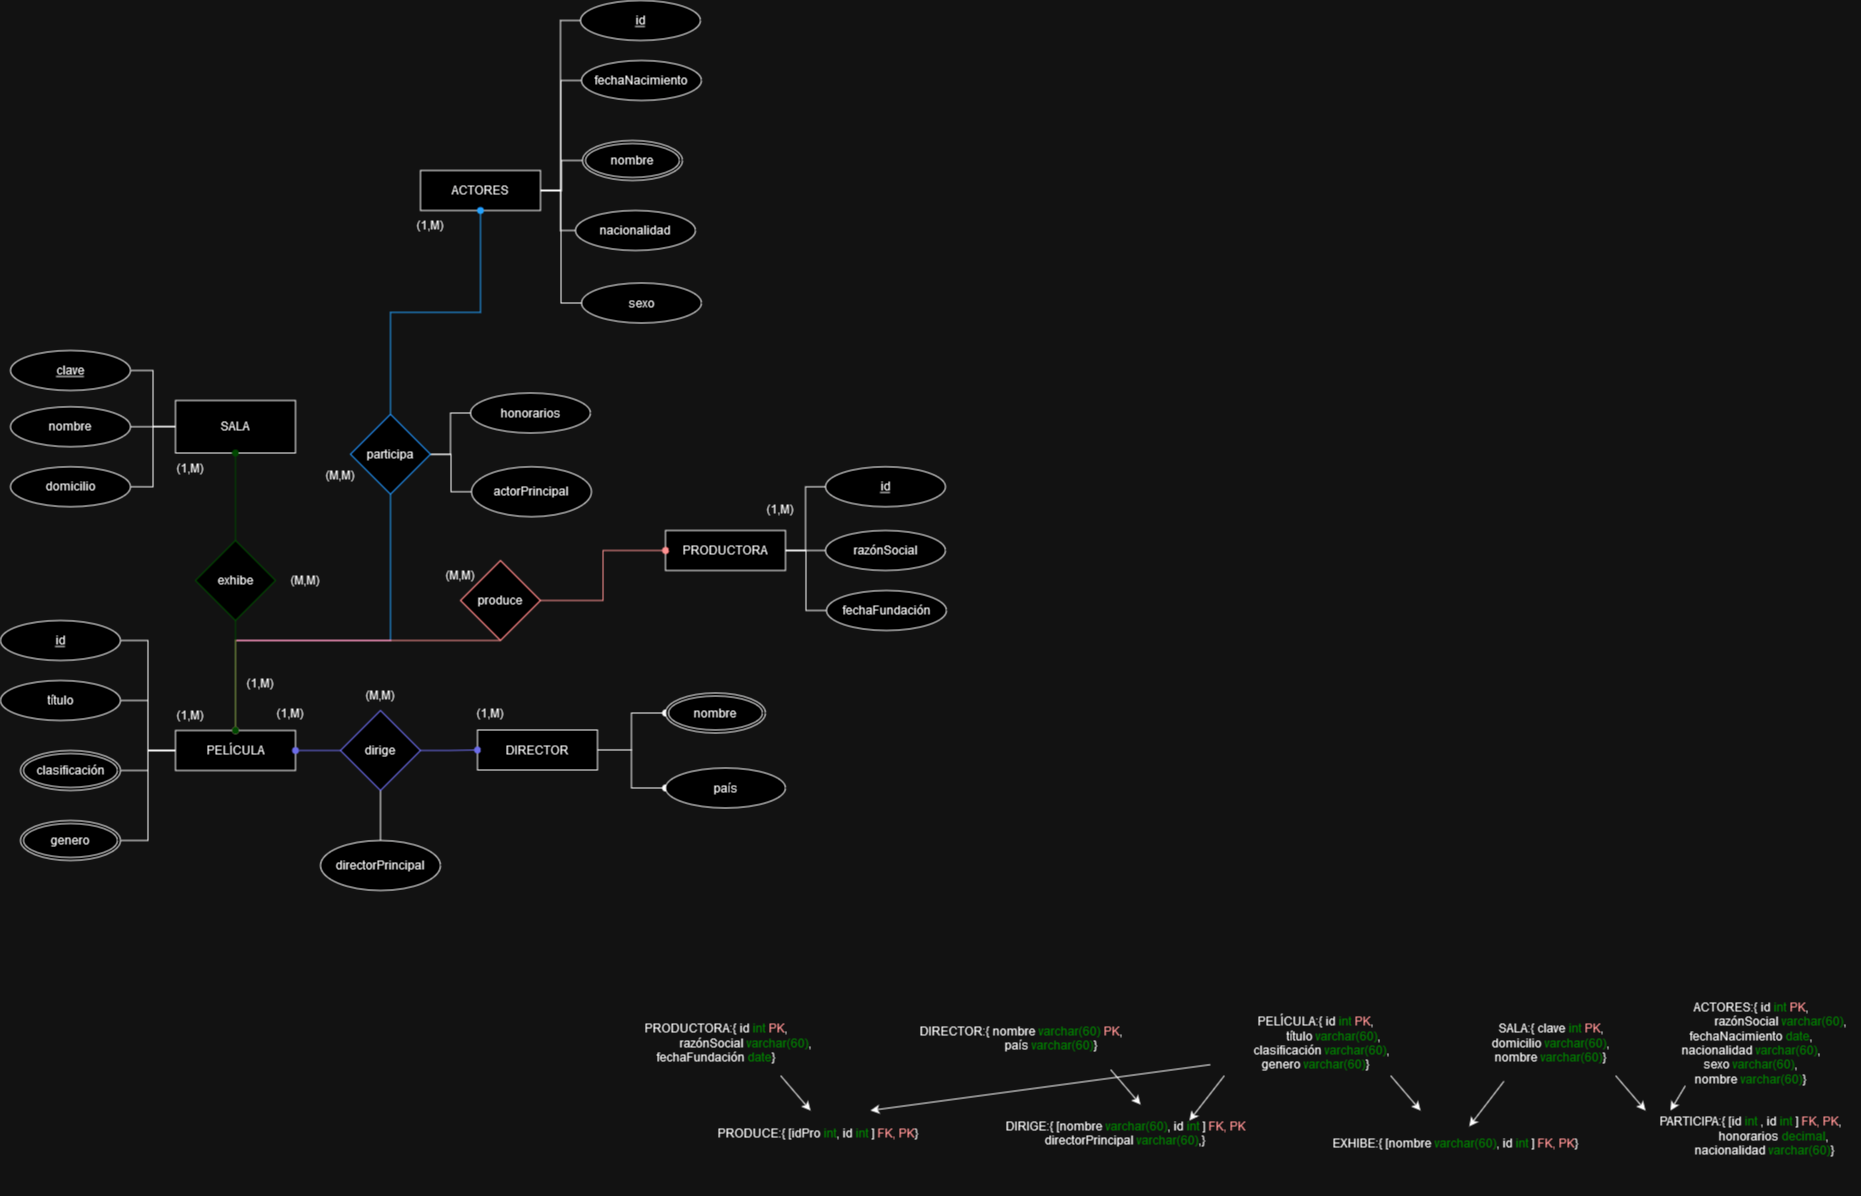 id
fechaNacimiento
nombre
ACTORES
(1,M)
nacionalidad
sexo
clave
nombre
SALA
domicilio
(1,M)
honorarios
participa
(M,M)
actorPrincipal
id
(1,M)
PRODUCTORA
razónSocial
fechaFundación
exhibe
(M,M)
(M,M)
produce
id
título
(1,M)
(1,M)
(1,M)
PELÍCULA
clasificación
genero
(M,M)
dirige
(1,M)
DIRECTOR
nombre
país
directorPrincipal
PRODUCTORA:{ id int PK,
razónSocial varchar(60),
fechaFundación date}
DIRECTOR:{ nombre varchar(60) PK,
país varchar(60)}
PELÍCULA:{ id int PK,
título varchar(60),
clasificación varchar(60),
genero varchar(60)}
SALA:{ clave int PK,
domicilio varchar(60),
nombre varchar(60)}
ACTORES:{ id int PK,
razónSocial varchar(60),
fechaNacimiento date,
nacionalidad varchar(60),
sexo varchar(60),
nombre varchar(60)}
PRODUCE:{ [idPro int, id int ] FK, PK}
DIRIGE:{ [nombre varchar(60), id int ] FK, PK
directorPrincipal varchar(60),}
EXHIBE:{ [nombre varchar(60), id int ] FK, PK}
PARTICIPA:{ [id int , id int ] FK, PK,
honorarios decimal,
nacionalidad varchar(60)}